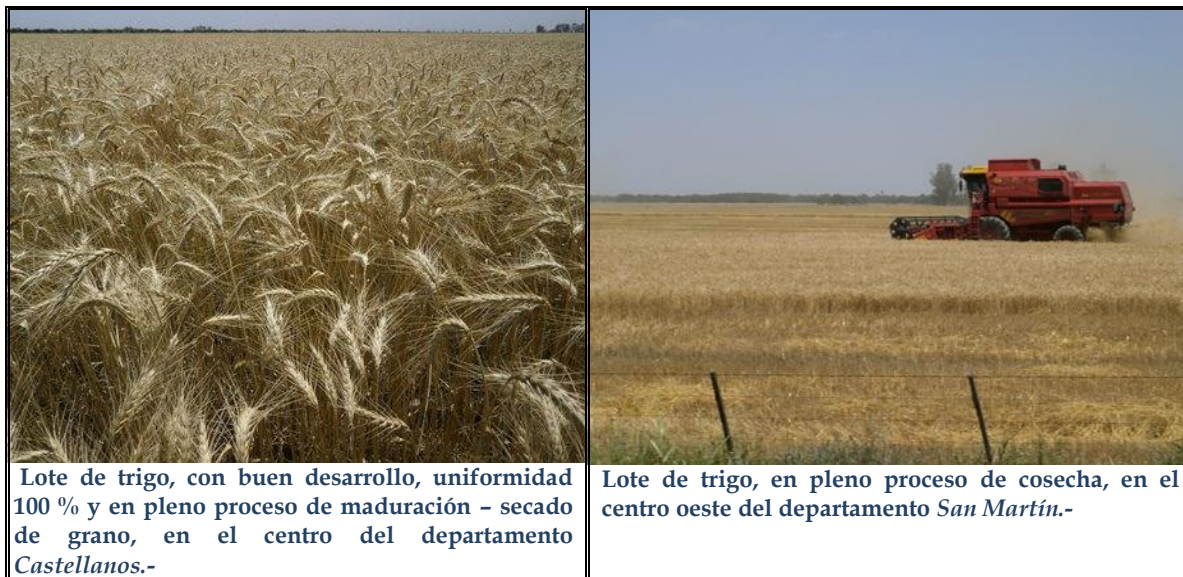 Lote de trigo, con buen desarrollo, uniformidad
100 % y en pleno proceso de maduración – secado
de grano, en el centro del departamento
Castellanos.-
Lote de trigo, en pleno proceso de cosecha, en el
centro oeste del departamento San Martín.-